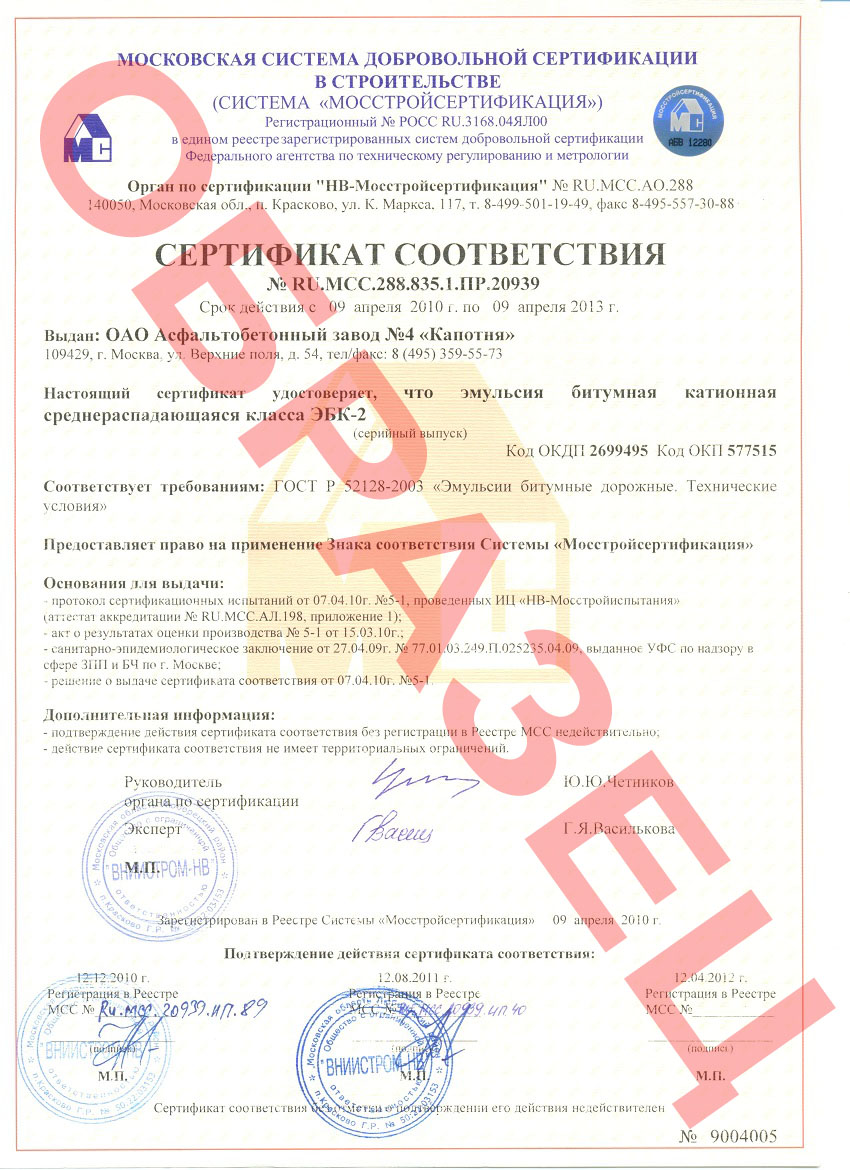 МОСКОВСКАЯ СИСТЕМА ДОБРОВОЛЬНОЙ СЕРТИФИКАЦИИ
В СТРОИТЕЛЬСТВЕ
(СИСТЕМА «МОССТРОЙСЕРТИФИКАЦИЯ»)
Регистрационный № РОСС RU.3168.04ЯЛ00
в едином реестре зарегистрированных систем добровольной сертификации
Федерального агентства по техническому регулированию и метрологии
МС
МОССТРОЙСЕРТИФИКАЦИЯ
МС
АБВ 12280
Орган по сертификации "НВ-Мосстройсертификация" № RU.МСС.АО.288
140050, Московская обл., п. Красково, ул. К. Маркса, 117, т. 8-499-501-19-49, факс 8-495-557-30-88
СЕРТИФИКАТ СООТВЕТСТВИЯ
№ RU.МСС.288.835.1.ПР.20939
Срок действия с 09 апреля 2010 г. по 09 апреля 2013 г.
Выдан: ОАО Асфальтобетонный завод №4 «Капотня»
109429, г. Москва, ул. Верхние поля, д. 54, тел/факс: 8 (495) 359-55-73
Настоящий сертификат удостоверяет, что эмульсия битумная катионная
среднераспадающаяся класса ЭБК-2
(серийный выпуск)
Код ОКДП 2699495 Код ОКП 577515
Соответствует требованиям: ГОСТ Р 52128-2003 «Эмульсии битумные дорожные. Технические
условия»
Предоставляет право на применение Знака соответствия Системы «Мосстройсертификация»
Основания для выдачи:
- протокол сертификационных испытаний от 07.04.10г. №5-1, проведенных ИЦ «НВ-Мосстройиспытания»
(аттестат аккредитации № RU.МСС.АЛ.198, приложение 1);
- акт о результатах оценки производства № 5-1 от 15.03.10г.;
- санитарно-эпидемиологическое заключение от 27.04.09г. № 77.01.03.249.П.025235.04.09, выданное УФС по надзору в
сфере ЗПП и БЧ по г. Москве;
- решение о выдаче сертификата соответствия от 07.04.10г. №5-1.
Дополнительная информация:
- подтверждение действия сертификата соответствия без регистрации в Реестре МСС недействительно;
- действие сертификата соответствия не имеет территориальных ограничений.
Руководитель
органа по сертификации
Ю.Ю.Четников
Эксперт
Г.Я.Василькова
М.П.
"ВНИИСТРОМ-НВ"
Зарегистрирован в Реестре Системы «Мосстройсертификация» 09 апреля 2010 г.
Подтверждение действия сертификата соответствия:
12.12.2010 г. 12.08.2011 г. 12.04.2012 г.
Регистрация в Реестре Регистрация в Реестре Регистрация в Реестре
МСС № Ru.МСС.20939.ИП.89 МСС № МСС №
(подпись) (подпись) (подпись)
М.П. М.П. М.П.
"ВНИИСТРОМ-НВ"
"ВНИИСТРОМ-НВ"
Сертификат соответствия без отметки о подтверждении его действия недействителен
№ 9004005
ОБРАЗЕЦ